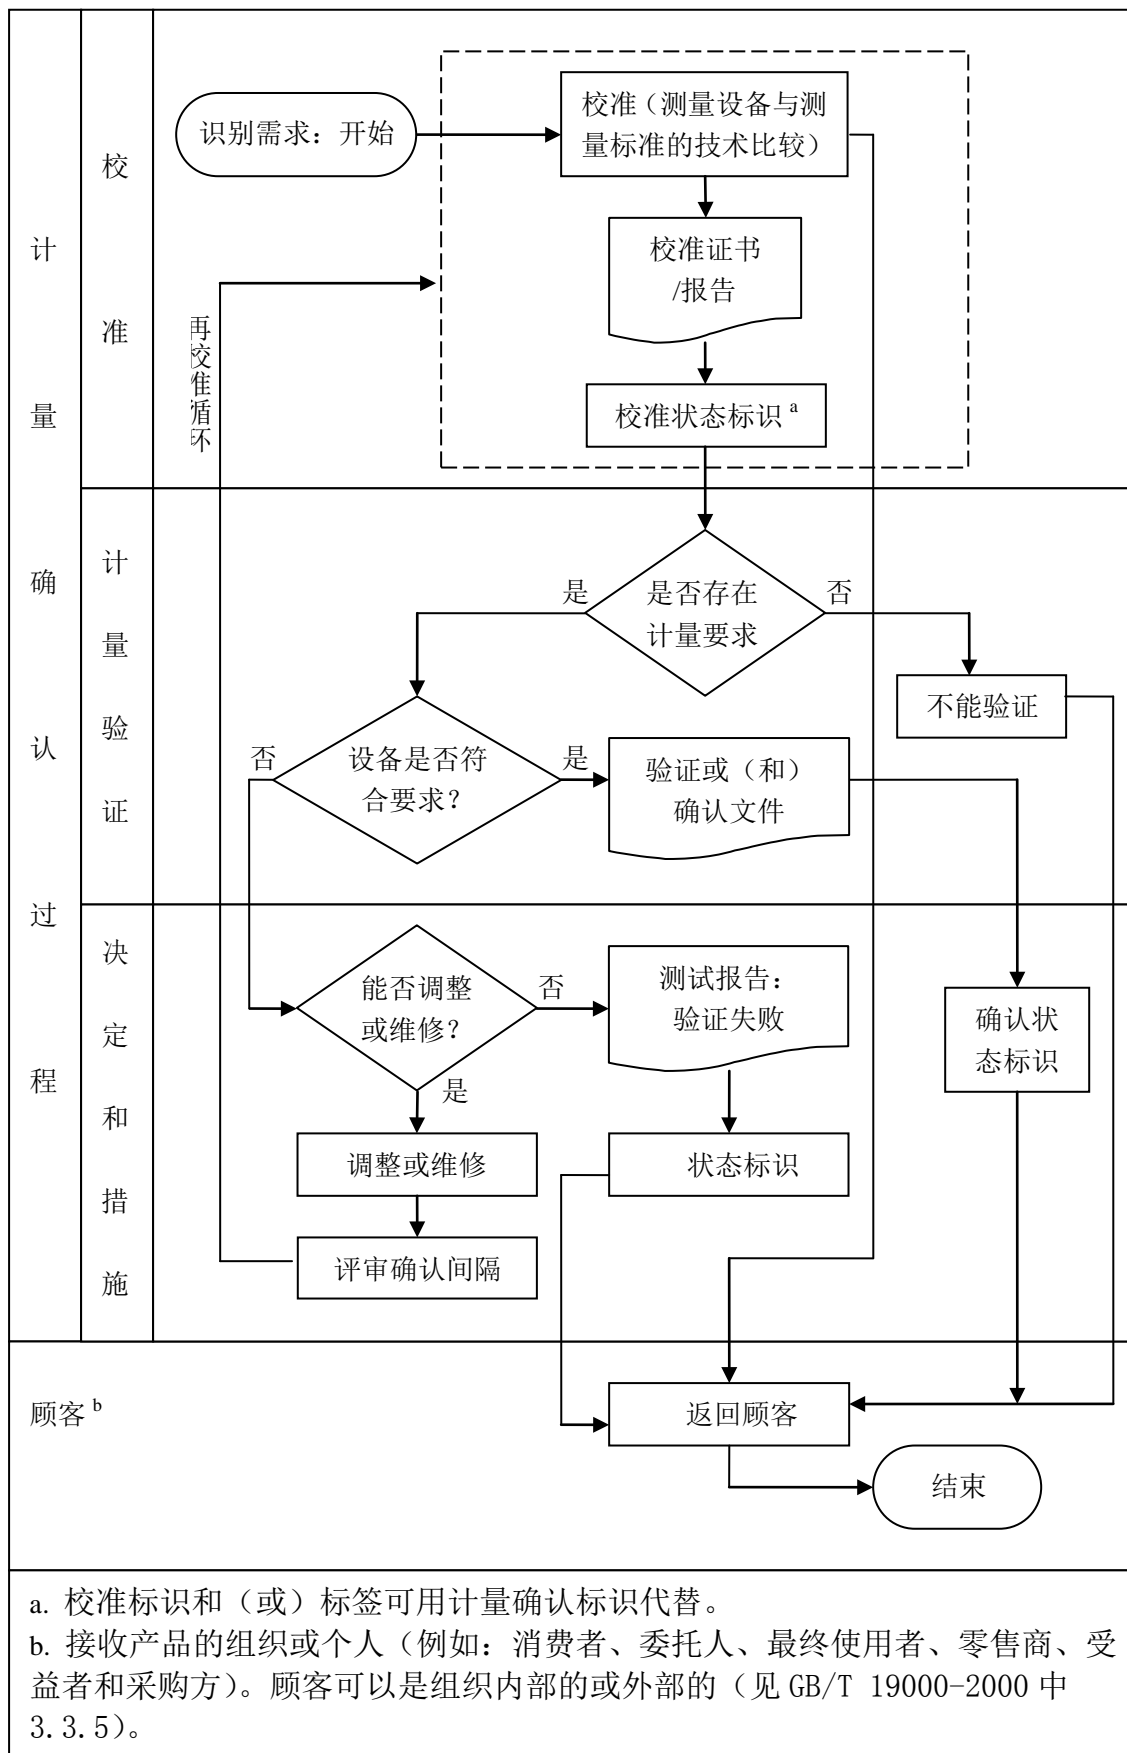 计量确认过程
校准
识别需求：开始
校准（测量设备与测
量标准的技术比较）
校准证书
/报告
校准状态标识 a
再校准循环
计量验证
是否存在
计量要求
是
否
不能验证
设备是否符
合要求？
否
是
验证或（和）
确认文件
决定和措施
能否调整
或维修？
否
是
测试报告：
验证失败
确认状
态标识
调整或维修
状态标识
评审确认间隔
顾客 b
返回顾客
结束
a. 校准标识和（或）标签可用计量确认标识代替。
b. 接收产品的组织或个人（例如：消费者、委托人、最终使用者、零售商、受
益者和采购方）。顾客可以是组织内部的或外部的（见 GB/T 19000-2000 中
3.3.5）。